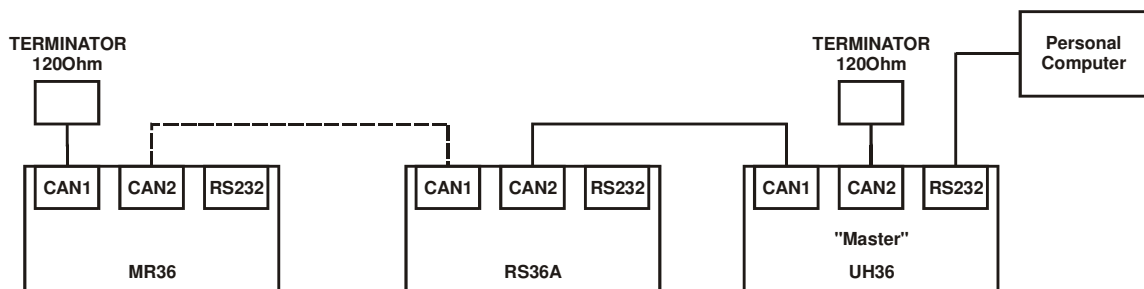 TERMINATOR
120Ohm
TERMINATOR
120Ohm
Personal
Computer
CAN1
CAN2
RS232
MR36
CAN1
CAN2
RS232
RS36A
CAN1
CAN2
RS232
"Master"
UH36